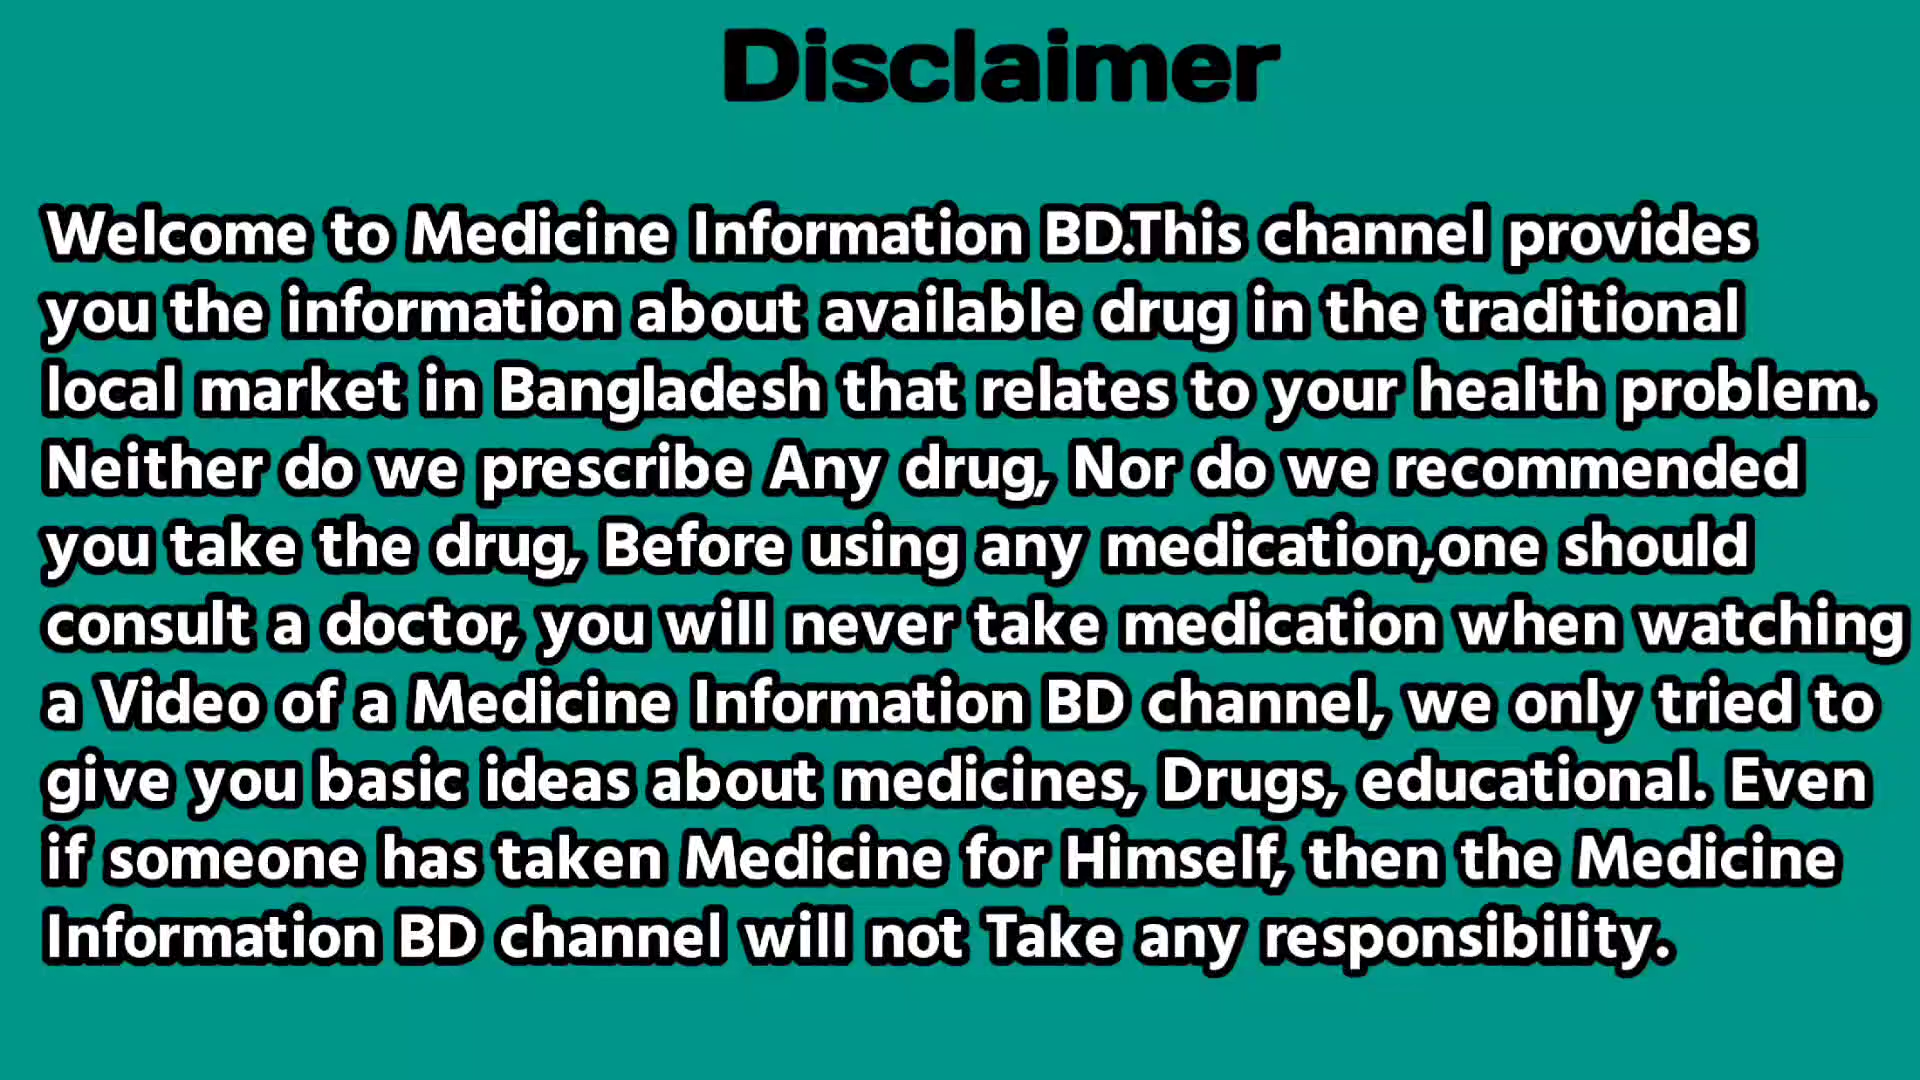 Disclaimer
Welcome to Medicine Information BD.This channel provides
you the information about available drug in the traditional
local market in Bangladesh that relates to your health problem.
Neither do we prescribe Any drug, Nor do we recommended
you take the drug, Before using any medication,one should
consult a doctor, you will never take medication when watching
a Video of a Medicine Information BD channel, we only tried to
give you basic ideas about medicines, Drugs, educational. Even
if someone has taken Medicine for Himself, then the Medicine
Information BD channel will not Take any responsibility.